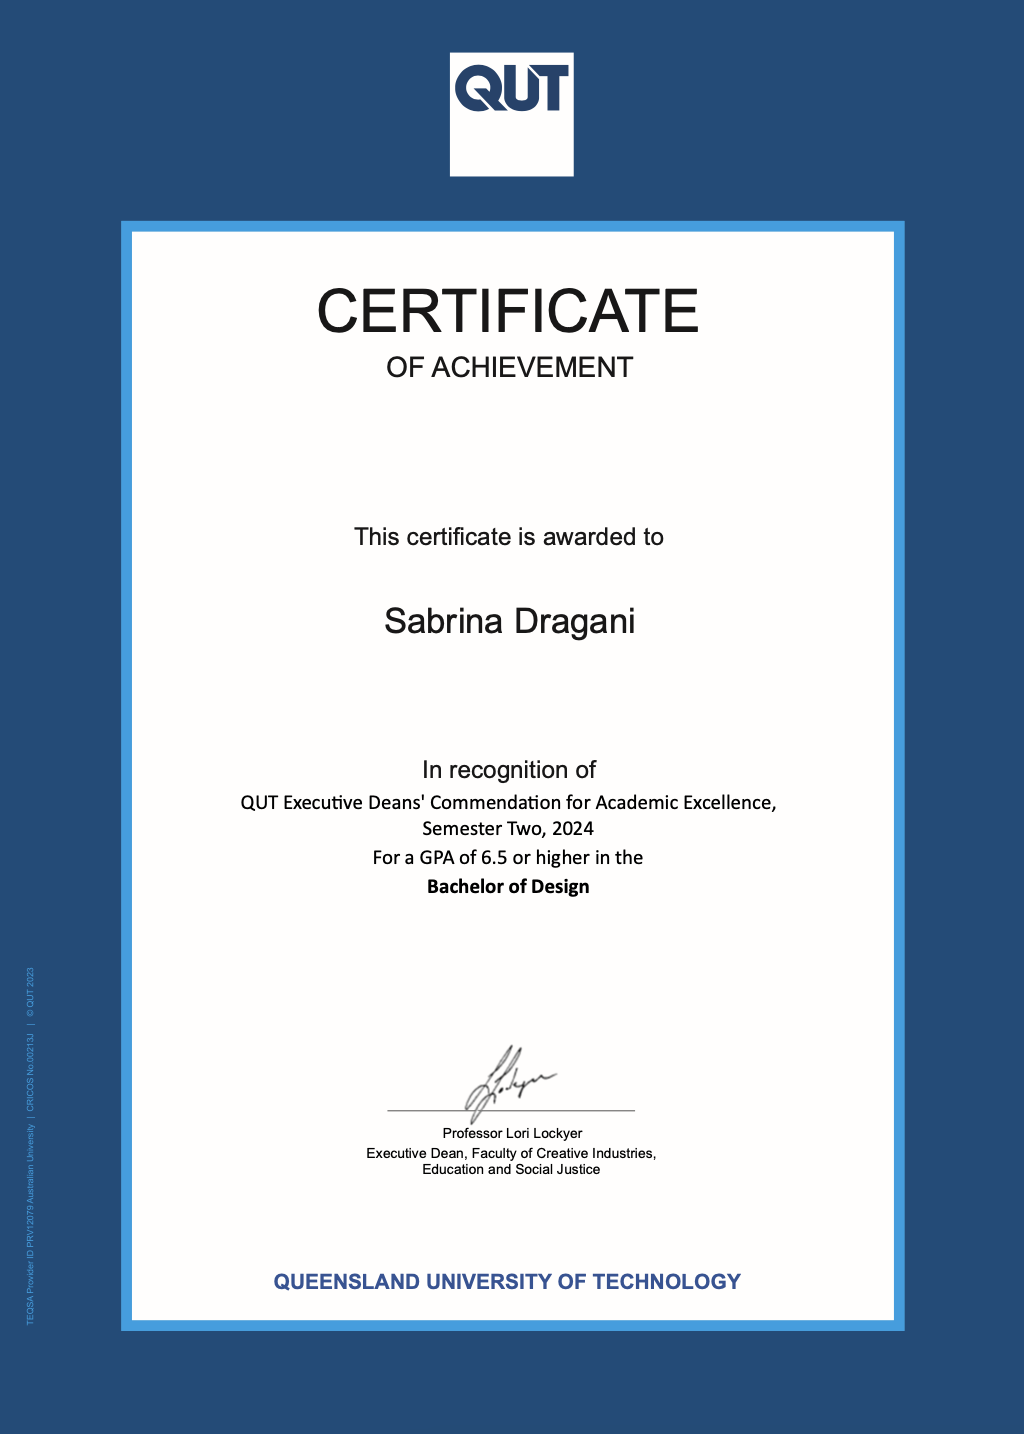 QUT
CERTIFICATE
OF ACHIEVEMENT
This certificate is awarded to
Sabrina Dragani
In recognition of
QUT Executive Deans' Commendation for Academic Excellence,
Semester Two, 2024
For a GPA of 6.5 or higher in the
Bachelor of Design
L Lockyer
Professor Lori Lockyer
Executive Dean, Faculty of Creative Industries,
Education and Social Justice
QUEENSLAND UNIVERSITY OF TECHNOLOGY
TEQSA Provider ID PRV12079 Australian University | CRICOS No.00213J | © QUT 2023